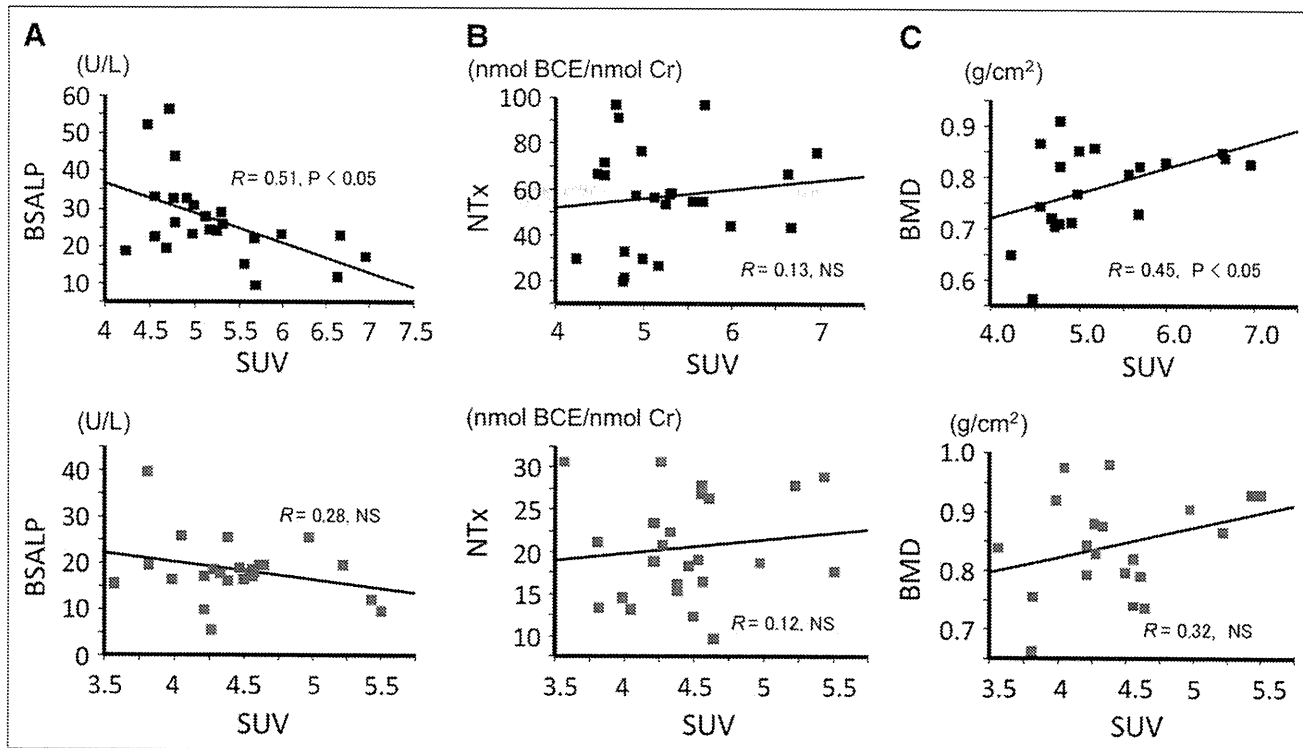 A
(U/L)
BSALP
60
50
40
30
20
10
R = 0.51, P < 0.05
4 4.5 5 5.5 6 6.5 7 7.5
SUV
B
(nmol BCE/nmol Cr)
NTx
100
80
60
40
20
R = 0.13, NS
4 5 6 7
SUV
C
(g/cm²)
BMD
0.9
0.8
0.7
0.6
R = 0.45, P < 0.05
4.0 5.0 6.0 7.0
SUV
(U/L)
BSALP
40
30
20
10
0
R = 0.28, NS
3.5 4 4.5 5 5.5
SUV
(nmol BCE/nmol Cr)
NTx
30
25
20
15
10
R = 0.12, NS
3.5 4 4.5 5 5.5
SUV
(g/cm²)
BMD
1.0
0.9
0.8
0.7
R = 0.32, NS
3.5 4 4.5 5 5.5
SUV